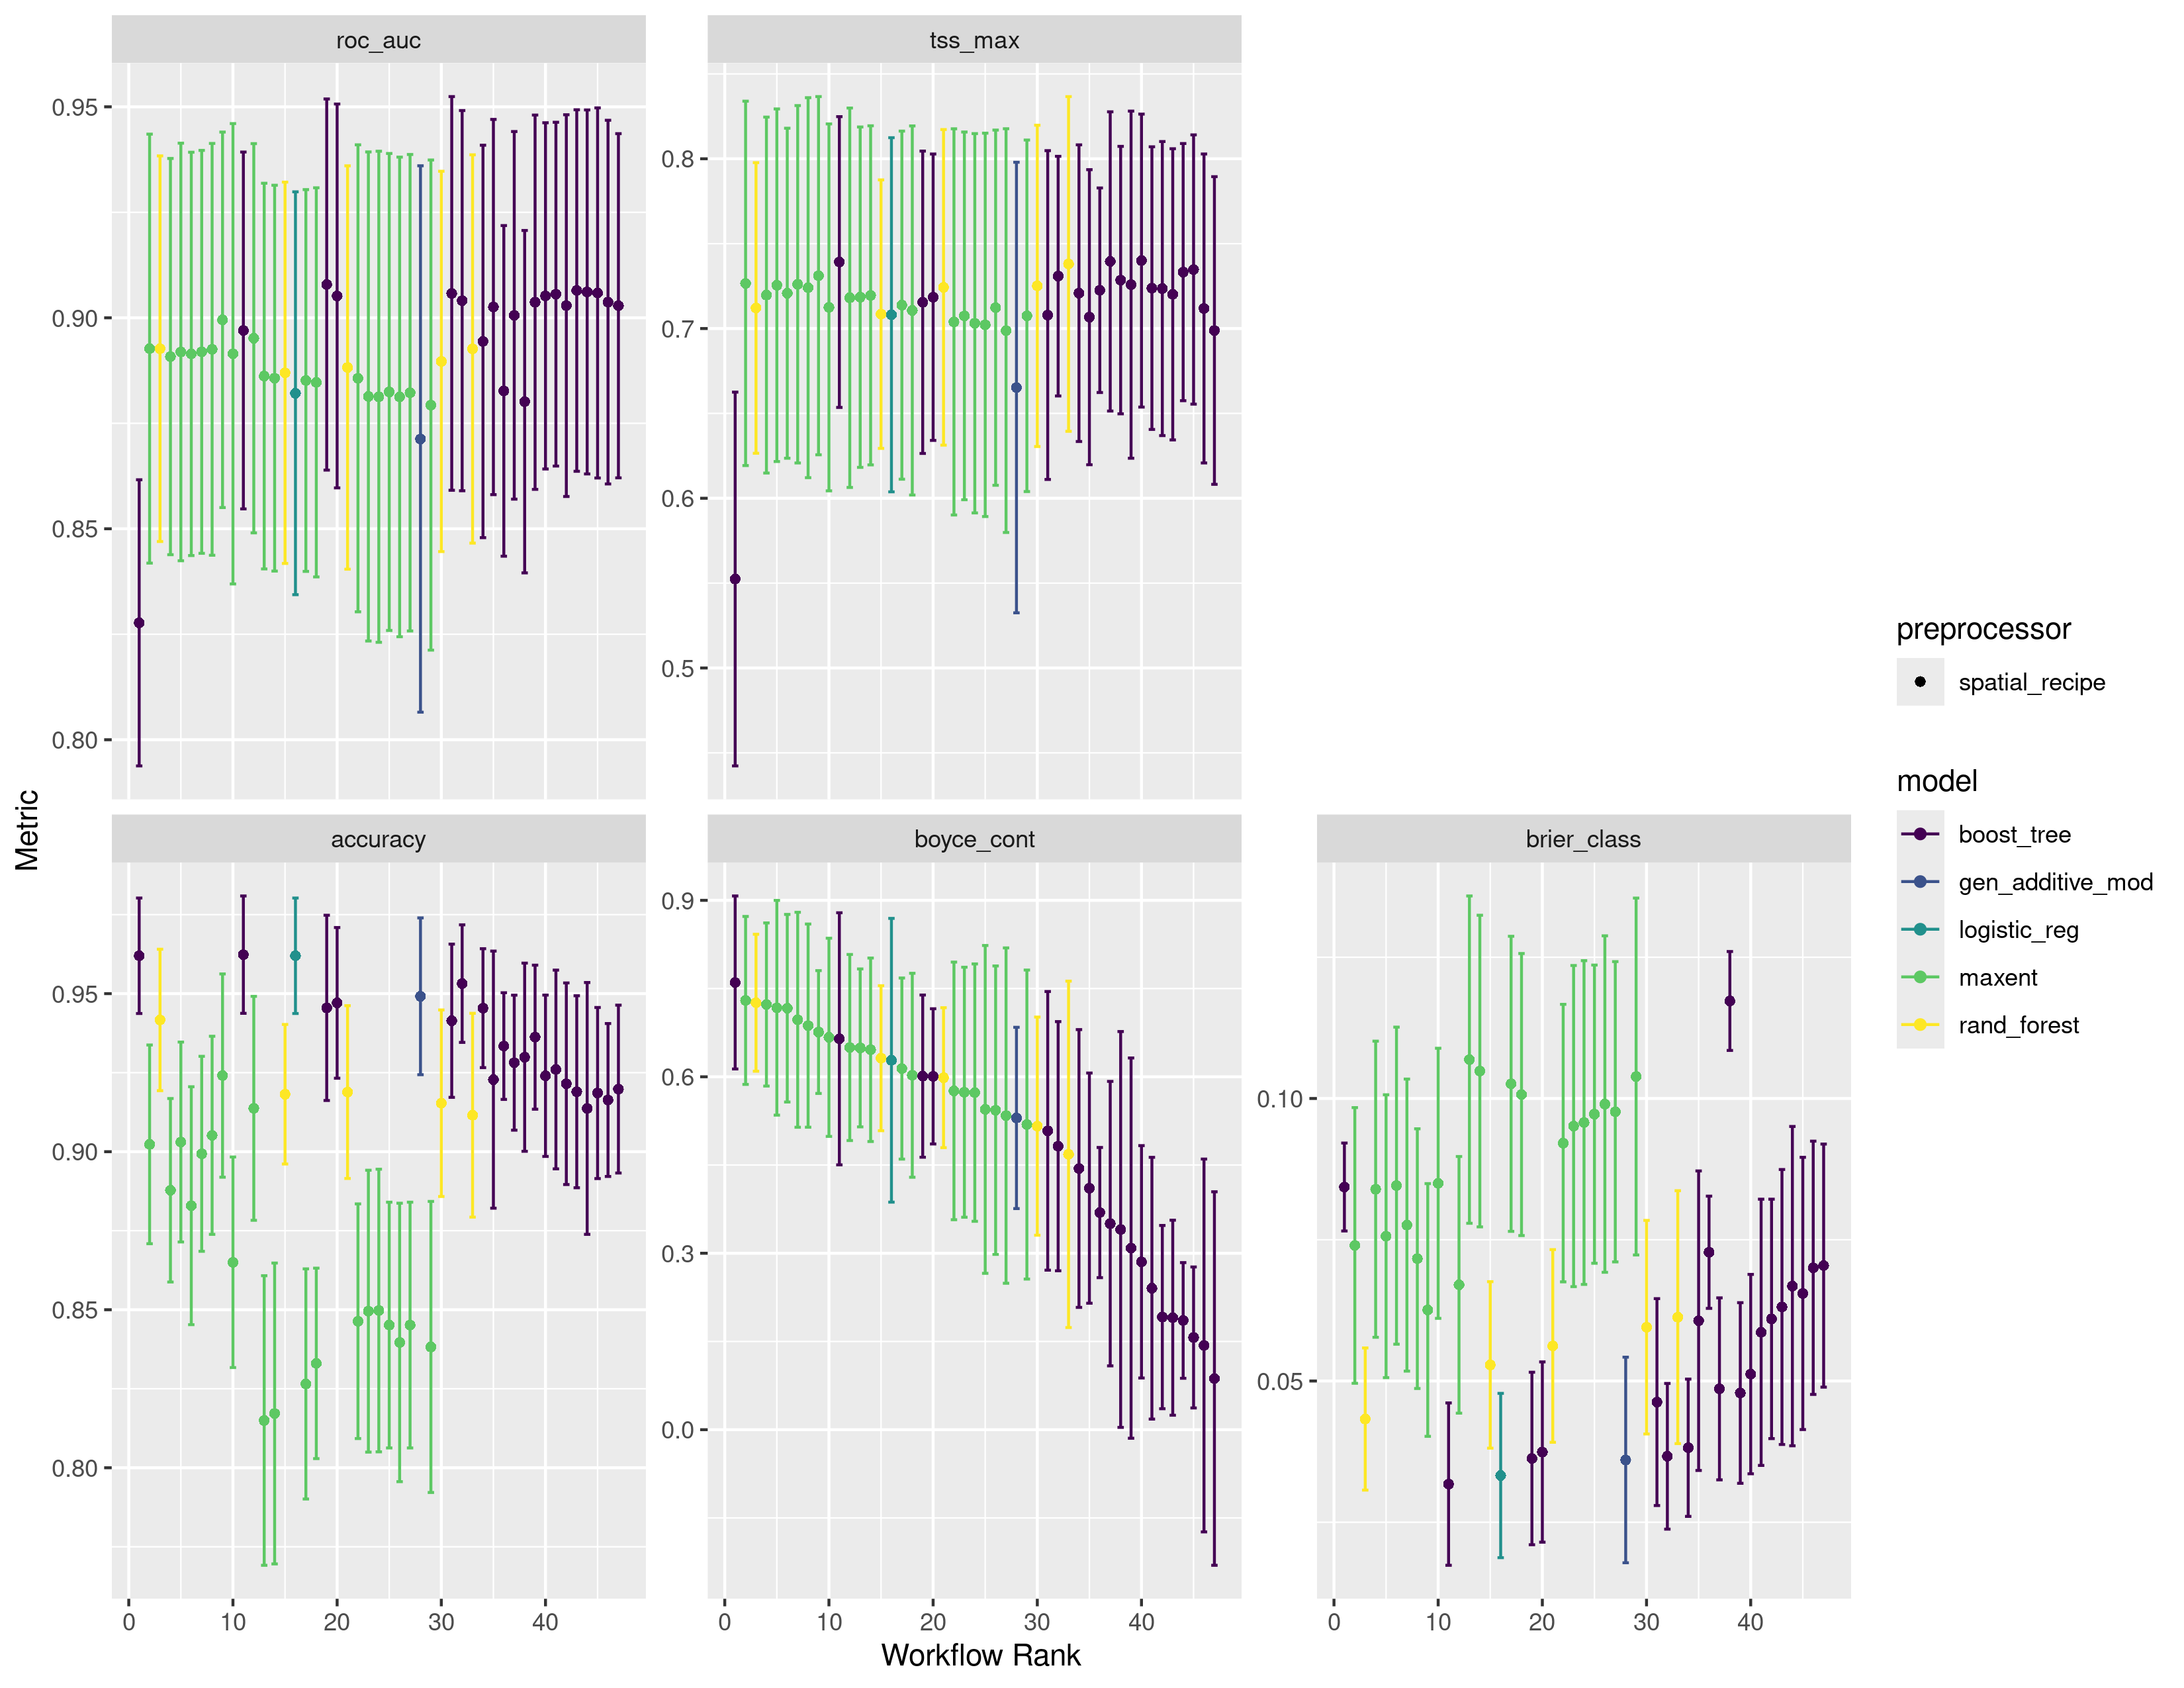 roc_auc
tss_max
0.95
0.90
0.85
0.80
0.8
0.7
0.6
0.5
Metric
accuracy
boyce_cont
brier_class
0.95
0.90
0.85
0.80
0.9
0.6
0.3
0.0
0.10
0.05
0 10 20 30 40
0 10 20 30 40
0 10 20 30 40
Workflow Rank
preprocessor
spatial_recipe
model
boost_tree
gen_additive_mod
logistic_reg
maxent
rand_forest